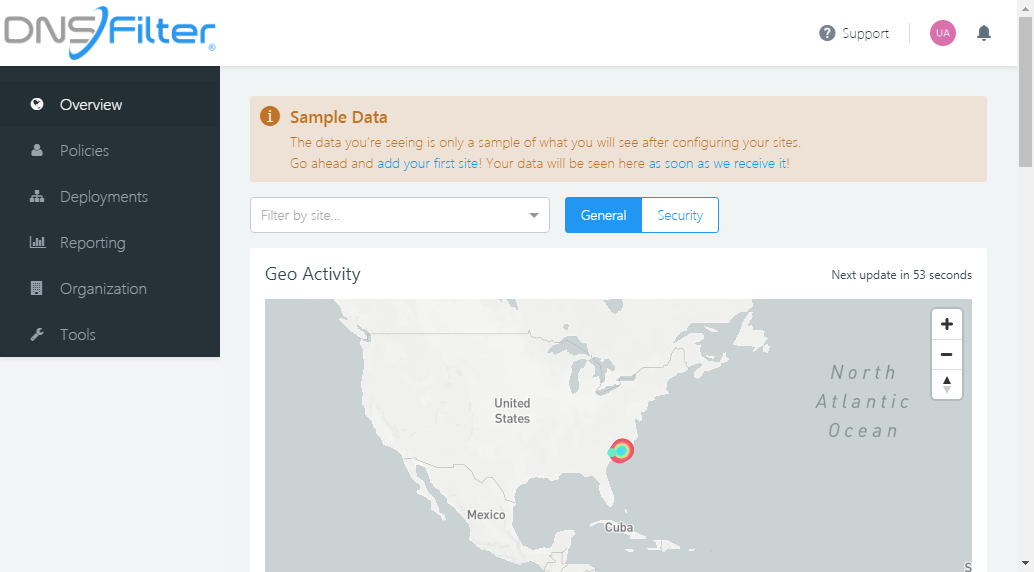 DNSFilter®
Support
UA
Overview
Policies
Deployments
Reporting
Organization
Tools
Sample Data
The data you're seeing is only a sample of what you will see after configuring your sites.
Go ahead and add your first site! Your data will be seen here as soon as we receive it!
Filter by site...
General
Security
Geo Activity
Next update in 53 seconds
North
Atlantic
Ocean
United
States
Mexico
Cuba
S